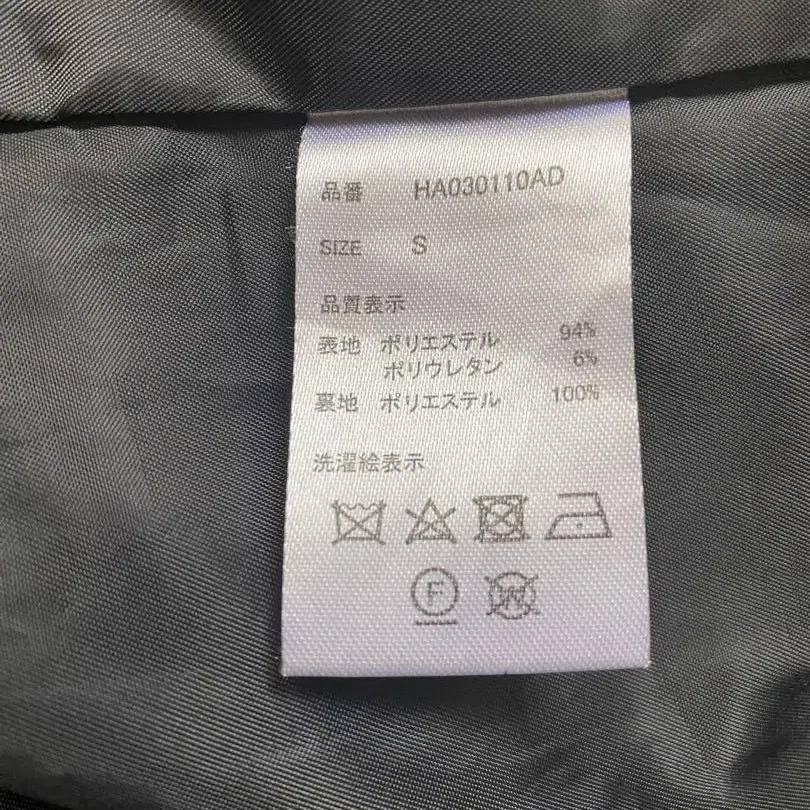 品番 HA030110AD
SIZE S
品質表示
表地 ポリエステル 94%
ポリウレタン 6%
裏地 ポリエステル 100%
洗濯絵表示
F W